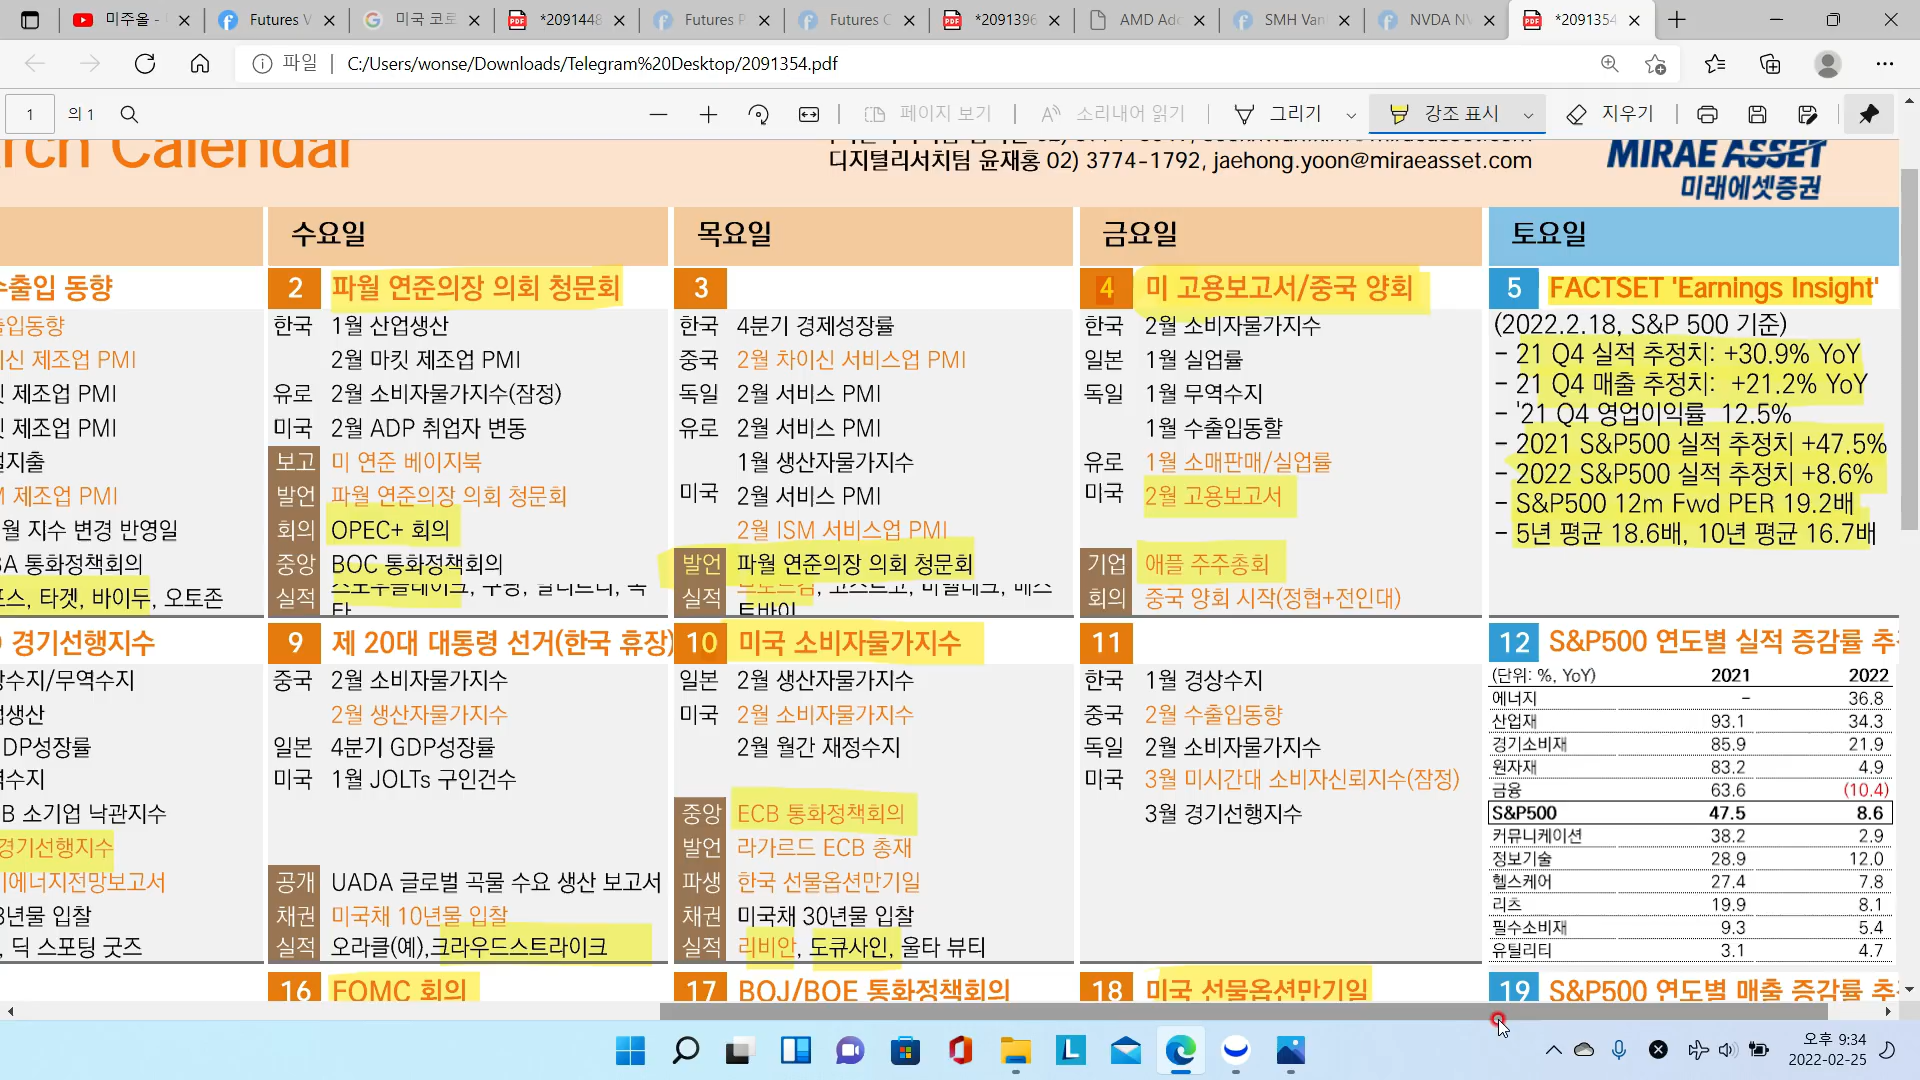 미주올 -
Futures V
미국 코로
*2091448
Futures P
Futures C
*2091396
AMD Ad
SMH Van
NVDA NV
*2091354
파일
C:/Users/wonse/Downloads/Telegram%20Desktop/2091354.pdf
1 의 1
페이지 보기
소리내어 읽기
그리기
강조 표시
지우기
rch Calendar
디지털리서치팀 윤재홍 02) 3774-1792, jaehong.yoon@miraeasset.com
MIRAE ASSET
미래에셋증권
수요일
목요일
금요일
토요일
수출입 동향
출입동향
이신 제조업 PMI
제조업 PMI
제조업 PMI
설지출
제조업 PMI
월 지수 변경 반영일
통화정책회의
포스, 타겟, 바이두, 오토존
2 파월 연준의장 의회 청문회
한국 1월 산업생산
2월 마킷 제조업 PMI
유로 2월 소비자물가지수(잠정)
미국 2월 ADP 취업자 변동
보고 미 연준 베이지북
발언 파월 연준의장 의회 청문회
회의 OPEC+ 회의
중앙 BOC 통화정책회의
실적 스노우플레이크, 쿠팡, 달러트리, 옥
타
3
한국 4분기 경제성장률
중국 2월 차이신 서비스업 PMI
독일 2월 서비스 PMI
유로 2월 서비스 PMI
1월 생산자물가지수
미국 2월 서비스 PMI
2월 ISM 서비스업 PMI
발언 파월 연준의장 의회 청문회
실적 브로드컴, 코스트코, 마벨테크, 베스
트바이
4 미 고용보고서/중국 양회
한국 2월 소비자물가지수
일본 1월 실업률
독일 1월 무역수지
1월 수출입동향
유로 1월 소매판매/실업률
미국 2월 고용보고서
기업 애플 주주총회
회의 중국 양회 시작(정협+전인대)
5 FACTSET 'Earnings Insight'
(2022.2.18, S&P 500 기준)
- 21 Q4 실적 추정치: +30.9% YoY
- 21 Q4 매출 추정치: +21.2% YoY
- '21 Q4 영업이익률 12.5%
- 2021 S&P500 실적 추정치 +47.5%
- 2022 S&P500 실적 추정치 +8.6%
- S&P500 12m Fwd PER 19.2배
- 5년 평균 18.6배, 10년 평균 16.7배
경기선행지수
상수지/무역수지
업생산
DP성장률
역수지
B 소기업 낙관지수
경기선행지수
기에너지전망보고서
3년물 입찰
, 딕 스포팅 굿즈
9 제 20대 대통령 선거(한국 휴장)
중국 2월 소비자물가지수
2월 생산자물가지수
일본 4분기 GDP성장률
미국 1월 JOLTs 구인건수
공개 UADA 글로벌 곡물 수요 생산 보고서
채권 미국채 10년물 입찰
실적 오라클(예),크라우드스트라이크
10 미국 소비자물가지수
일본 2월 생산자물가지수
미국 2월 소비자물가지수
2월 월간 재정수지
중앙 ECB 통화정책회의
발언 라가르드 ECB 총재
파생 한국 선물옵션만기일
채권 미국채 30년물 입찰
실적 리비안, 도큐사인, 울타 뷰티
11
한국 1월 경상수지
중국 2월 수출입동향
독일 2월 소비자물가지수
미국 3월 미시간대 소비자신뢰지수(잠정)
3월 경기선행지수
12 S&P500 연도별 실적 증감률 추
(단위: %, YoY) 2021 2022
에너지 - 36.8
산업재 93.1 34.3
경기소비재 85.9 21.9
원자재 83.2 4.9
금융 63.6 (10.4)
S&P500 47.5 8.6
커뮤니케이션 38.2 2.9
정보기술 28.9 12.0
헬스케어 27.4 7.8
리츠 19.9 8.1
필수소비재 9.3 5.4
유틸리티 3.1 4.7
16 FOMC 회의
17 BOJ/BOE 통화정책회의
18 미국 선물옵션만기일
19 S&P500 연도별 매출 증감률 추
오후 9:34
2022-02-25